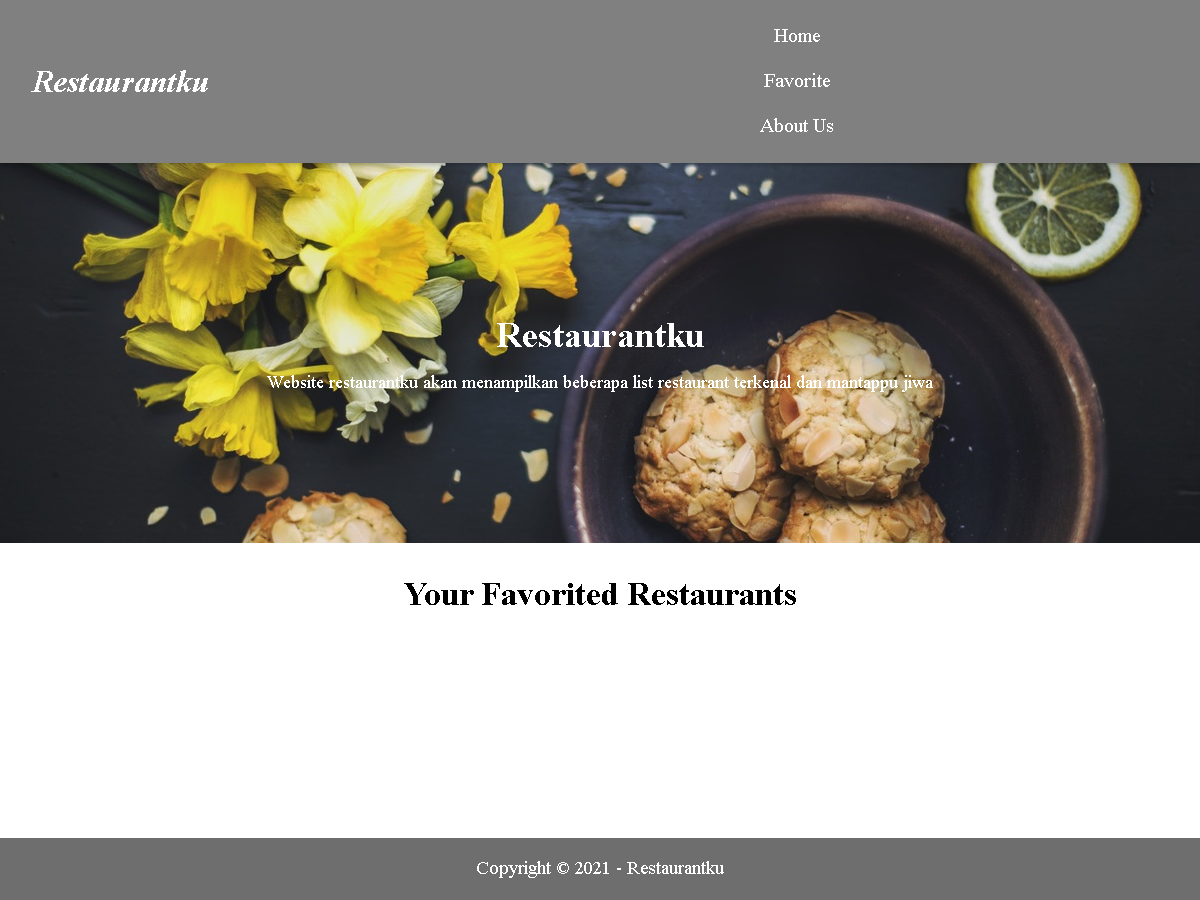 Restaurantku
Home
Favorite
About Us
Restaurantku
Website restaurantku akan menampilkan beberapa list restaurant terkenal dan mantappu jiwa
Your Favorited Restaurants
Copyright © 2021 - Restaurantku